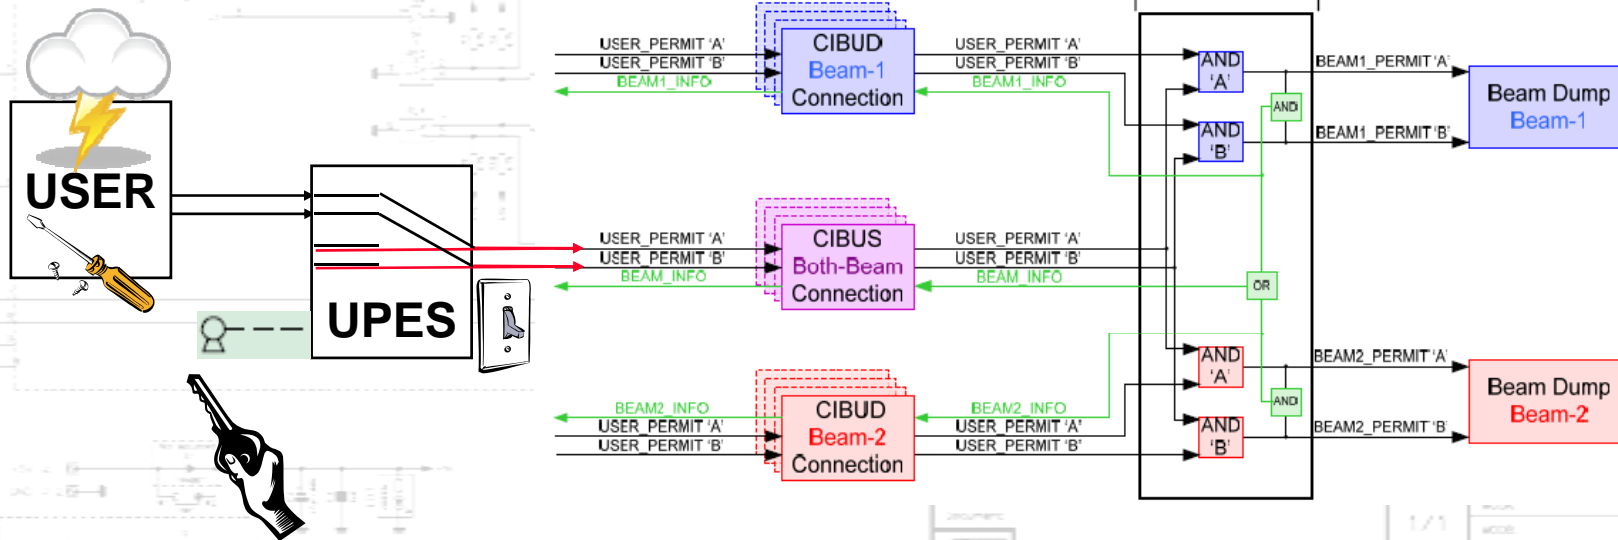 USER
UPES
USER_PERMIT 'A'
USER_PERMIT 'B'
BEAM1_INFO
CIBUD
Beam-1
Connection
USER_PERMIT 'A'
USER_PERMIT 'B'
BEAM1_INFO
AND
'A'
AND
'B'
AND
BEAM1_PERMIT 'A'
BEAM1_PERMIT 'B'
Beam Dump
Beam-1
USER_PERMIT 'A'
USER_PERMIT 'B'
BEAM_INFO
CIBUS
Both-Beam
Connection
USER_PERMIT 'A'
USER_PERMIT 'B'
BEAM_INFO
OR
BEAM2_INFO
USER_PERMIT 'A'
USER_PERMIT 'B'
CIBUD
Beam-2
Connection
BEAM2_INFO
USER_PERMIT 'A'
USER_PERMIT 'B'
AND
'A'
AND
'B'
AND
BEAM2_PERMIT 'A'
BEAM2_PERMIT 'B'
Beam Dump
Beam-2
1/1